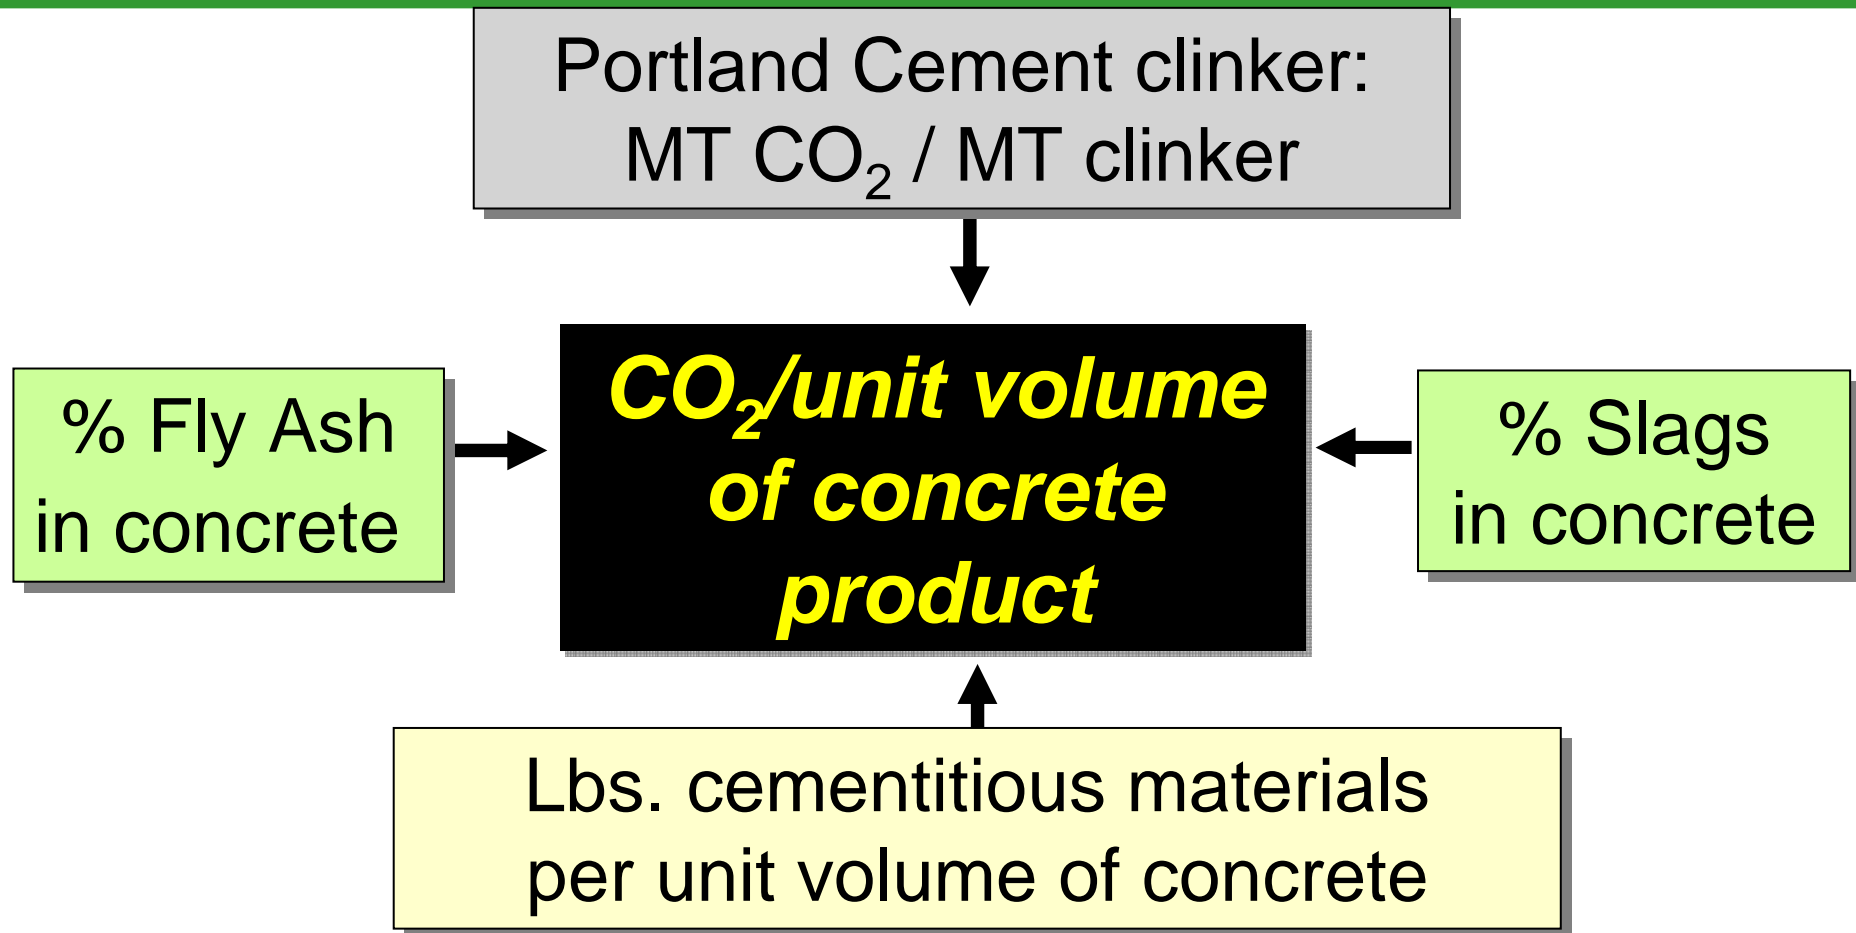 Portland Cement clinker:
MT CO₂ / MT clinker
% Fly Ash
in concrete
CO₂/unit volume
of concrete
product
% Slags
in concrete
Lbs. cementitious materials
per unit volume of concrete